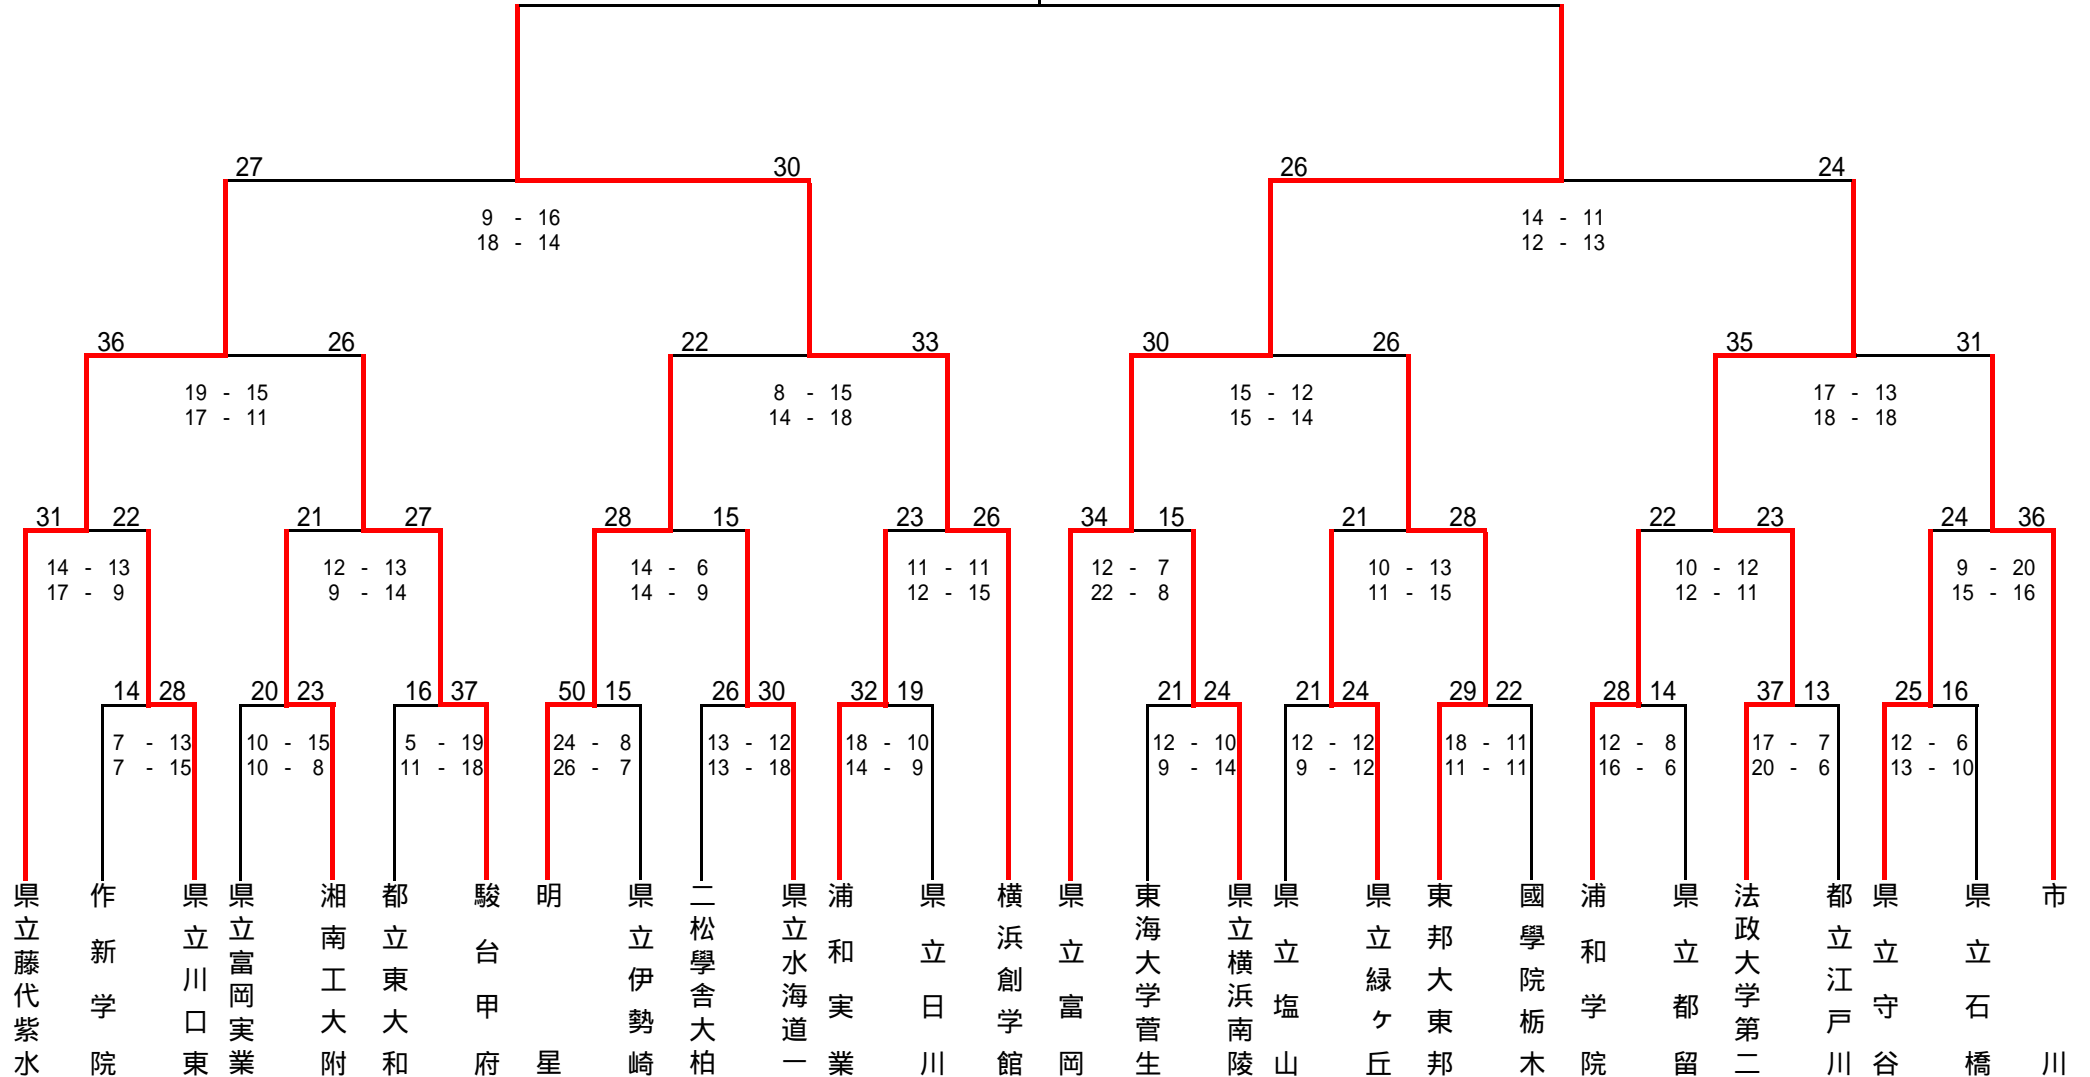 27 30 26 24
9 - 16 14 - 11
18 - 14 12 - 13
36 26 22 33 30 26 35 31
19 - 15 8 - 15 15 - 12 17 - 13
17 - 11 14 - 18 15 - 14 18 - 18
31 22 21 27 28 15 23 26 34 15 21 28 22 23 24 36
14 - 13 12 - 13 14 - 6 11 - 11 12 - 7 10 - 13 10 - 12 9 - 20
17 - 9 9 - 14 14 - 9 12 - 15 22 - 8 11 - 15 12 - 11 15 - 16
14 28 20 23 16 37 50 15 26 30 32 19 21 24 21 24 29 22 28 14 37 13 25 16
7 - 13 10 - 15 5 - 19 24 - 8 13 - 12 18 - 10 12 - 10 12 - 12 18 - 11 12 - 8 17 - 7 12 - 6
7 - 15 10 - 8 11 - 18 26 - 7 13 - 18 14 - 9 9 - 14 9 - 12 11 - 11 16 - 6 20 - 6 13 - 10
県立藤代紫水
作新学院
県立川口東
県立富岡実業
湘南工大附
都立東大和
駿台甲府
明星
県立伊勢崎
二松學舎大柏
県立水海道一
浦和実業
県立日川
横浜創学館
県立富岡
東海大学菅生
県立横浜南陵
県立塩山
県立緑ヶ丘
東邦大東邦
國學院栃木
浦和学院
県立都留
法政大学第二
都立江戸川
県立守谷
県立石橋
市川